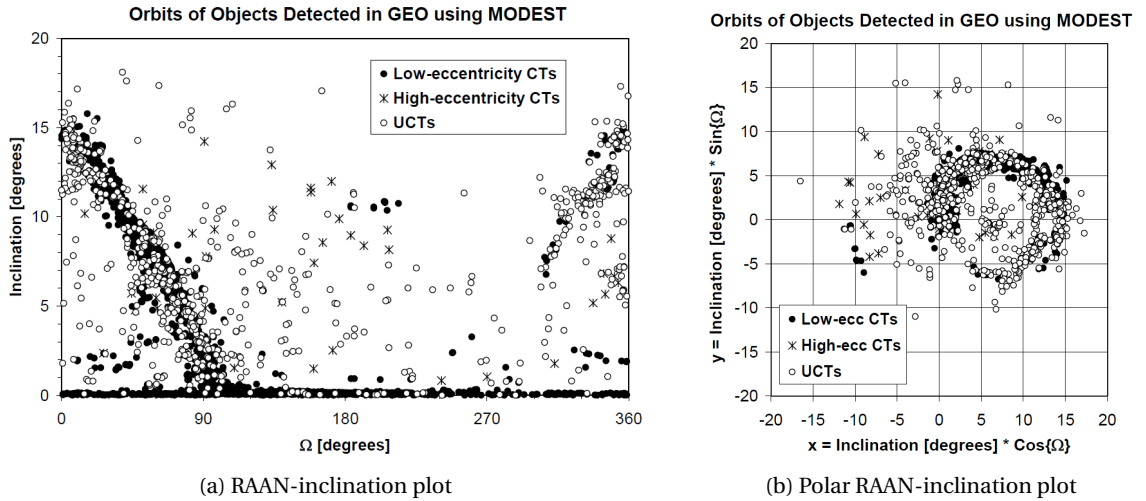 Orbits of Objects Detected in GEO using MODEST
20
15
10
5
0
Inclination [degrees]
Low-eccentricity CTs
High-eccentricity CTs
UCTs
0 90 180 270 360
Ω [degrees]
(a) RAAN-inclination plot
Orbits of Objects Detected in GEO using MODEST
20
15
10
5
0
-5
-10
-15
-20
y = Inclination [degrees] * Sin{Ω}
Low-ecc CTs
High-ecc CTs
UCTs
-20 -15 -10 -5 0 5 10 15 20
x = Inclination [degrees] * Cos{Ω}
(b) Polar RAAN-inclination plot